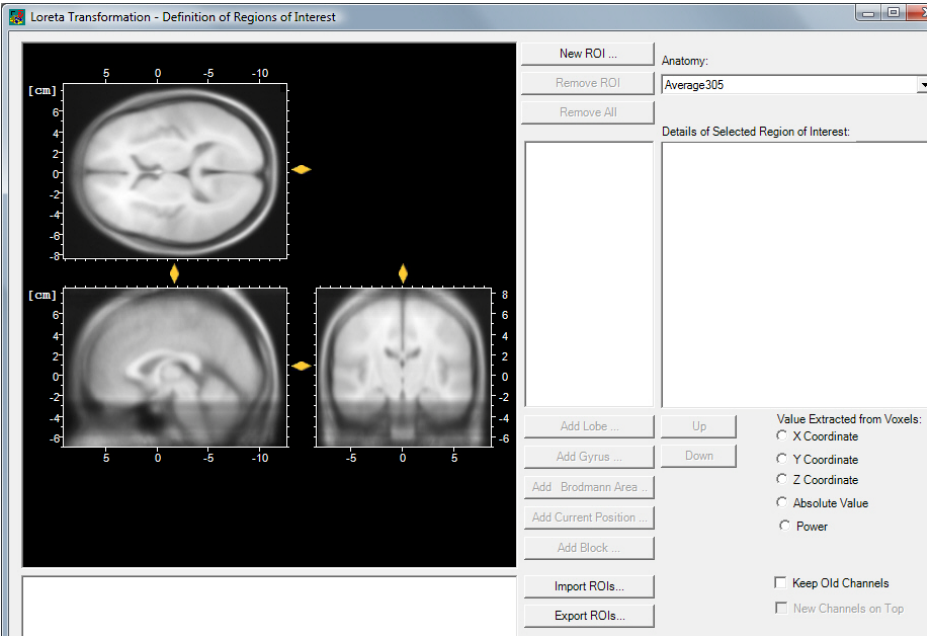 Loreta Transformation - Definition of Regions of Interest
New ROI ...
Anatomy:
Remove ROI
Average305
Remove All
Details of Selected Region of Interest:
5 0 -5 -10
[cm]
6
4
2
0
-2
-4
-6
-8
[cm]
6
4
2
0
-2
-4
-6
5 0 -5 -10
8
6
4
2
0
-2
-4
-6
-5 0 5
Add Lobe ...
Up
Value Extracted from Voxels:
X Coordinate
Add Gyrus ...
Down
Y Coordinate
Add Brodmann Area ..
Z Coordinate
Absolute Value
Add Current Position ...
Power
Add Block ...
Import ROIs...
Keep Old Channels
Export ROIs...
New Channels on Top